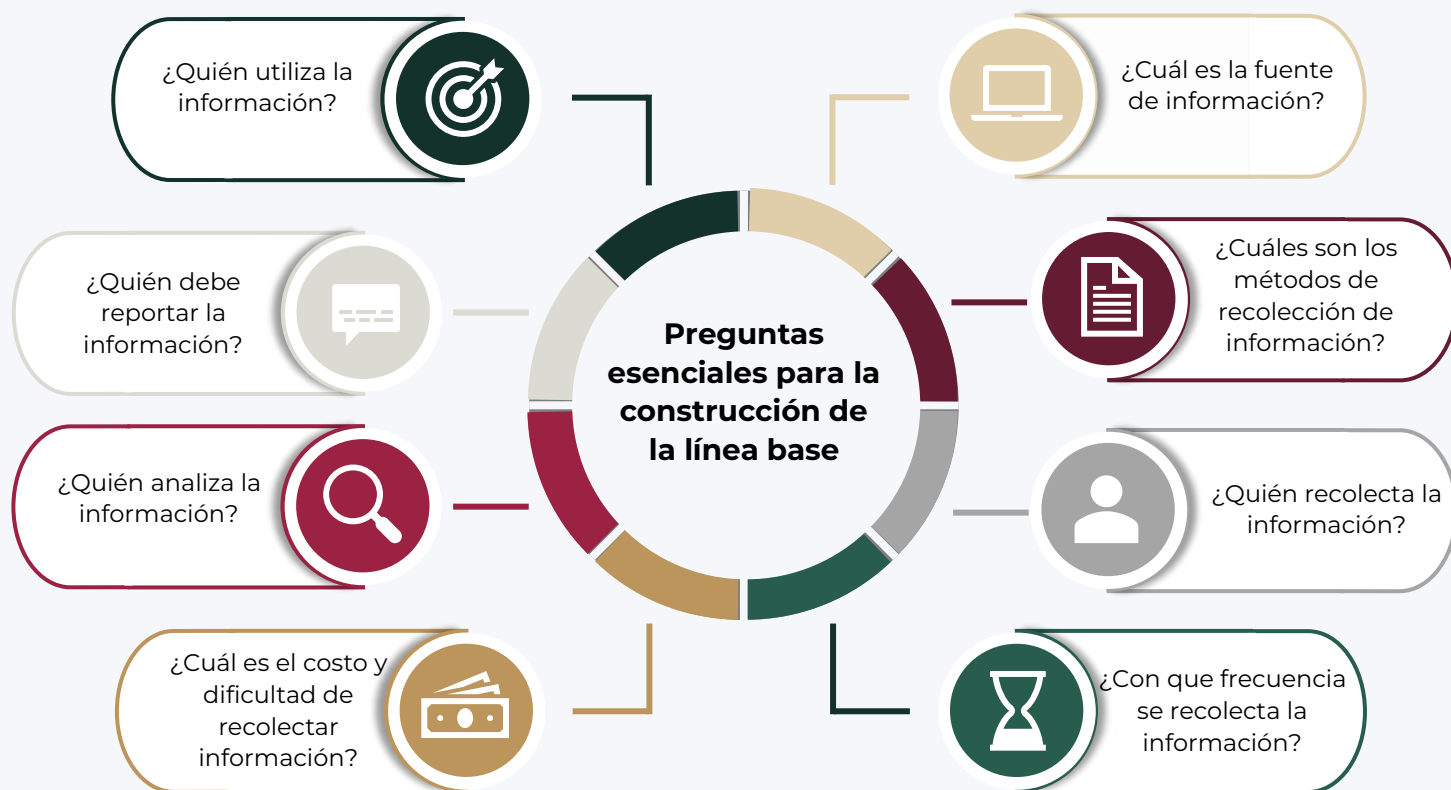 ¿Quién utiliza la
información?
¿Cuál es la fuente
de información?
¿Quién debe
reportar la
información?
¿Cuáles son los
métodos de
recolección de
información?
Preguntas
esenciales para la
construcción de
la línea base
¿Quién analiza la
información?
¿Quién recolecta la
información?
¿Cuál es el costo y
dificultad de
recolectar
información?
¿Con que frecuencia
se recolecta la
información?